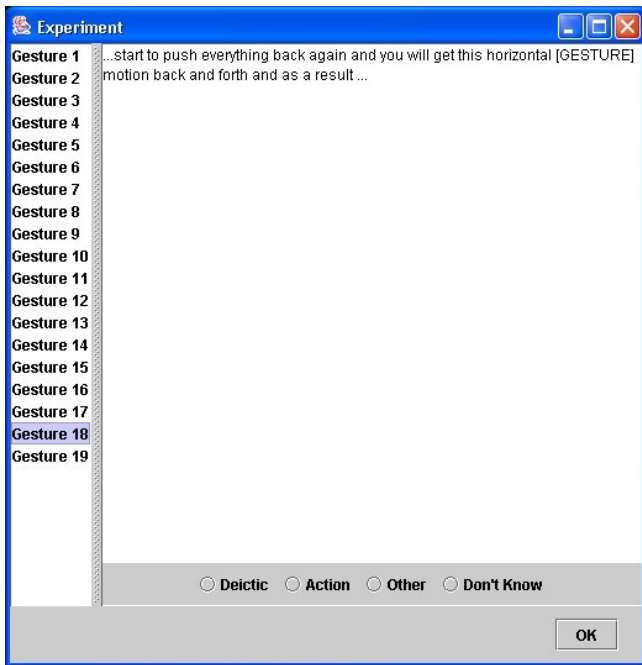 Experiment
Gesture 1
Gesture 2
Gesture 3
Gesture 4
Gesture 5
Gesture 6
Gesture 7
Gesture 8
Gesture 9
Gesture 10
Gesture 11
Gesture 12
Gesture 13
Gesture 14
Gesture 15
Gesture 16
Gesture 17
Gesture 18
Gesture 19
...start to push everything back again and you will get this horizontal [GESTURE]
motion back and forth and as a result ...
Deictic Action Other Don't Know
OK